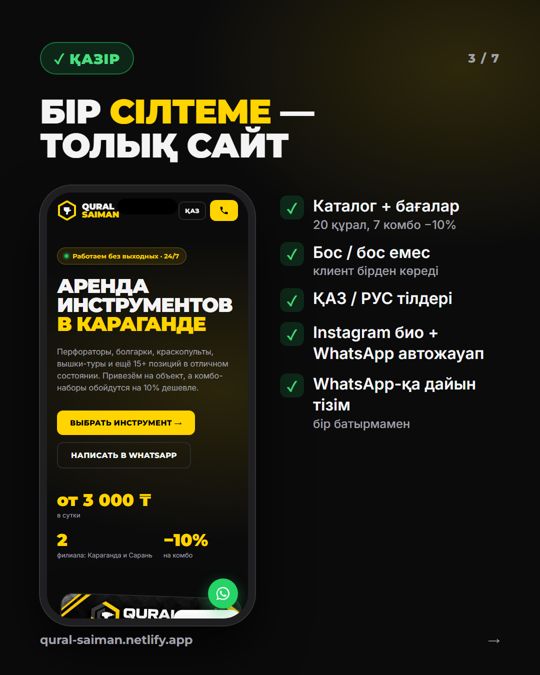 ✓ ҚАЗІР
3 / 7
БІР СІЛТЕМЕ —
ТОЛЫҚ САЙТ
QURAL
SAIMAN
ҚАЗ
Работаем без выходных · 24/7
АРЕНДА
ИНСТРУМЕНТОВ
В КАРАГАНДЕ
Перфораторы, болгарки, краскопульты,
вышки-туры и ещё 15+ позиций в отличном
состоянии. Привезём на объект, а комбо-
наборы обойдутся на 10% дешевле.
ВЫБРАТЬ ИНСТРУМЕНТ →
НАПИСАТЬ В WHATSAPP
от 3 000 ₸
в сутки
2
филиала: Караганда и Сарань
−10%
на комбо
QURAL
✓ Каталог + бағалар
20 құрал, 7 комбо −10%
✓ Бос / бос емес
клиент бірден көреді
✓ ҚАЗ / РУС тілдері
✓ Instagram био +
WhatsApp автожауап
✓ WhatsApp-қа дайын
тізім
бір батырмамен
qural-saiman.netlify.app
→